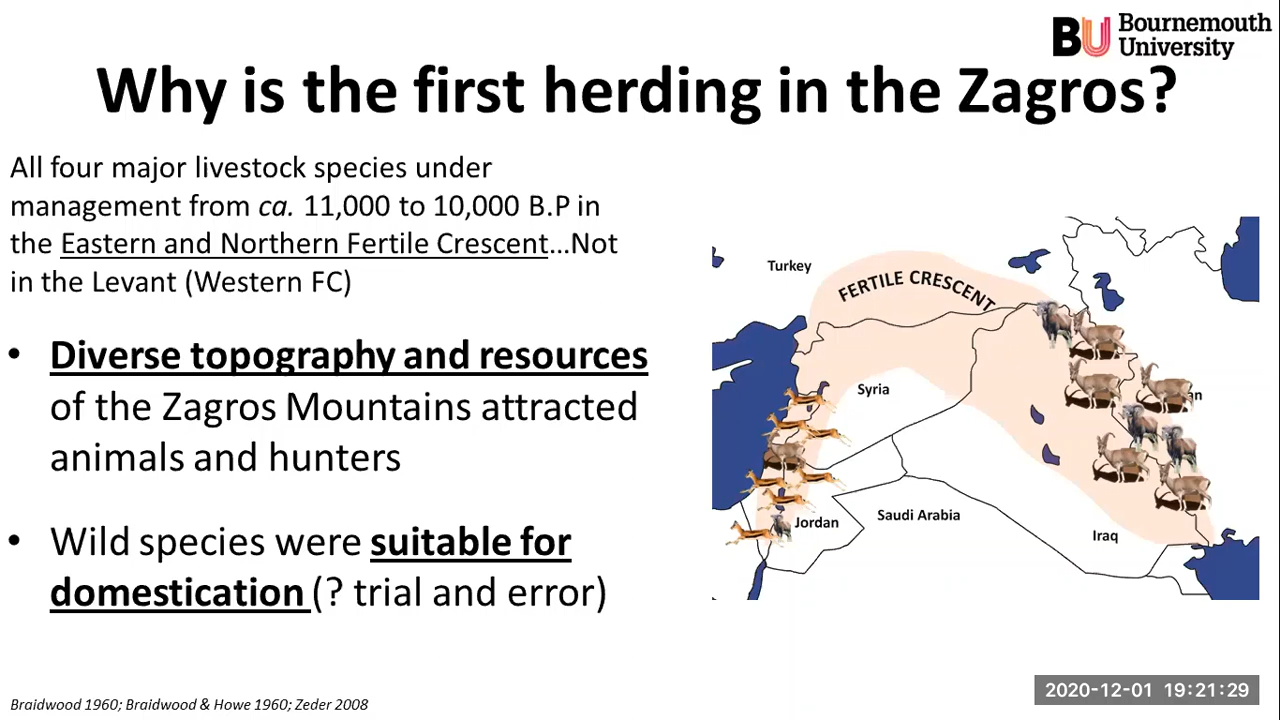 BU Bournemouth
University
Why is the first herding in the Zagros?
All four major livestock species under
management from ca. 11,000 to 10,000 B.P in
the Eastern and Northern Fertile Crescent...Not
in the Levant (Western FC)
• Diverse topography and resources
of the Zagros Mountains attracted
animals and hunters
• Wild species were suitable for
domestication (? trial and error)
Turkey
FERTILE CRESCENT
Syria
an
Jordan
Saudi Arabia
Iraq
Braidwood 1960; Braidwood & Howe 1960; Zeder 2008
2020-12-01 19:21:29